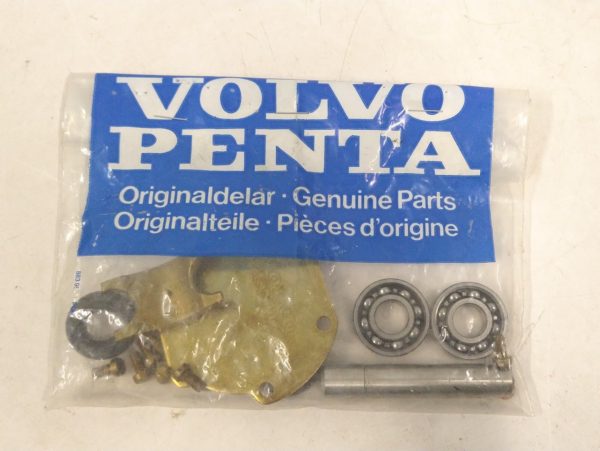 VOLVO
PENTA
Originaldelar · Genuine Parts
Originalteile · Pièces d'origine